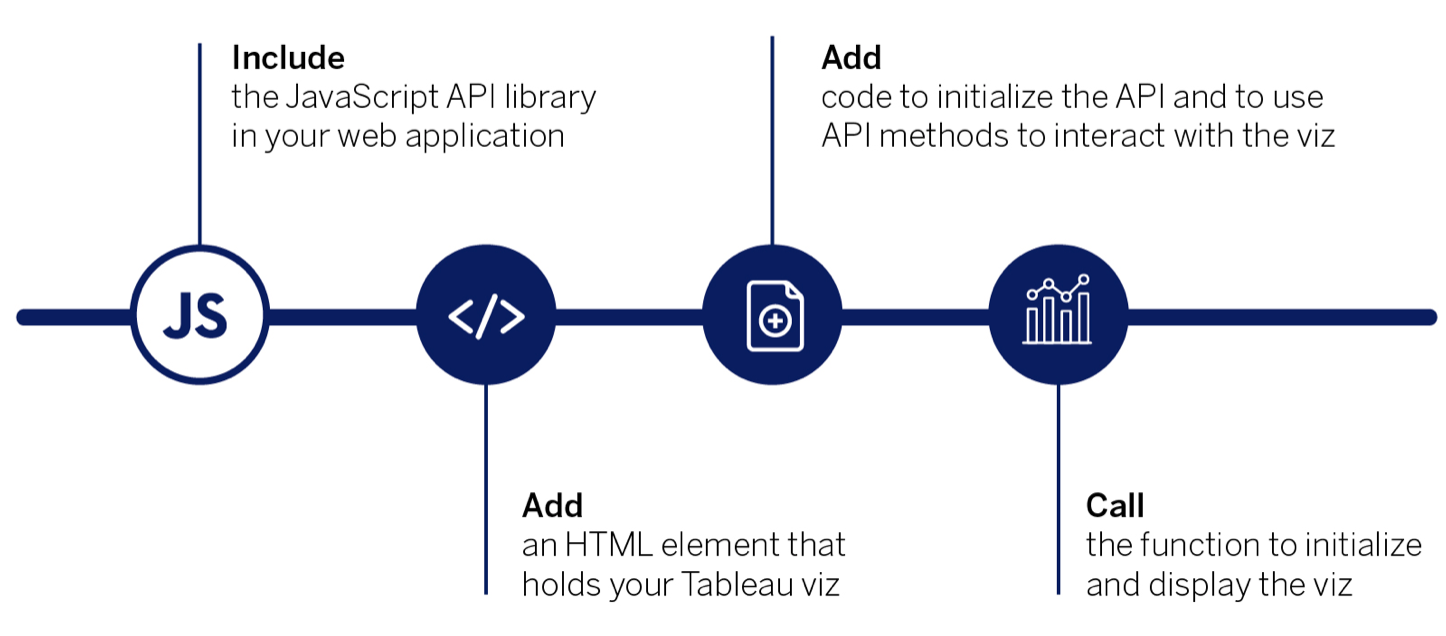 Include
the JavaScript API library
in your web application
Add
code to initialize the API and to use
API methods to interact with the viz
JS
</>
Add
an HTML element that
holds your Tableau viz
Call
the function to initialize
and display the viz